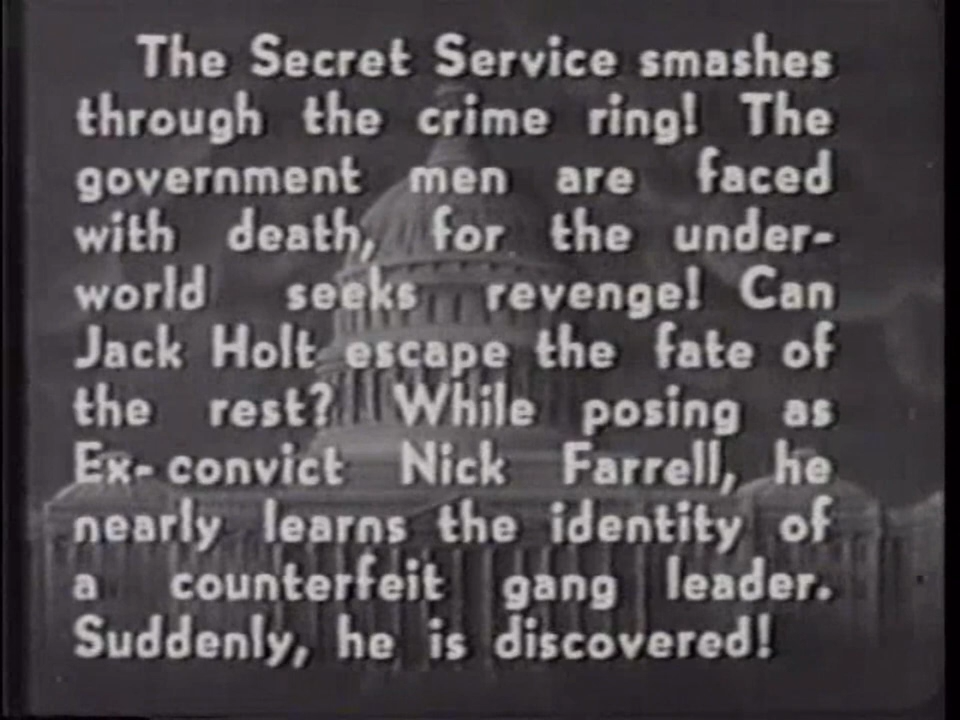 The Secret Service smashes
through the crime ring! The
government men are faced
with death, for the under-
world seeks revenge! Can
Jack Holt escape the fate of
the rest? While posing as
Ex-convict Nick Farrell, he
nearly learns the identity of
a counterfeit gang leader.
Suddenly, he is discovered!